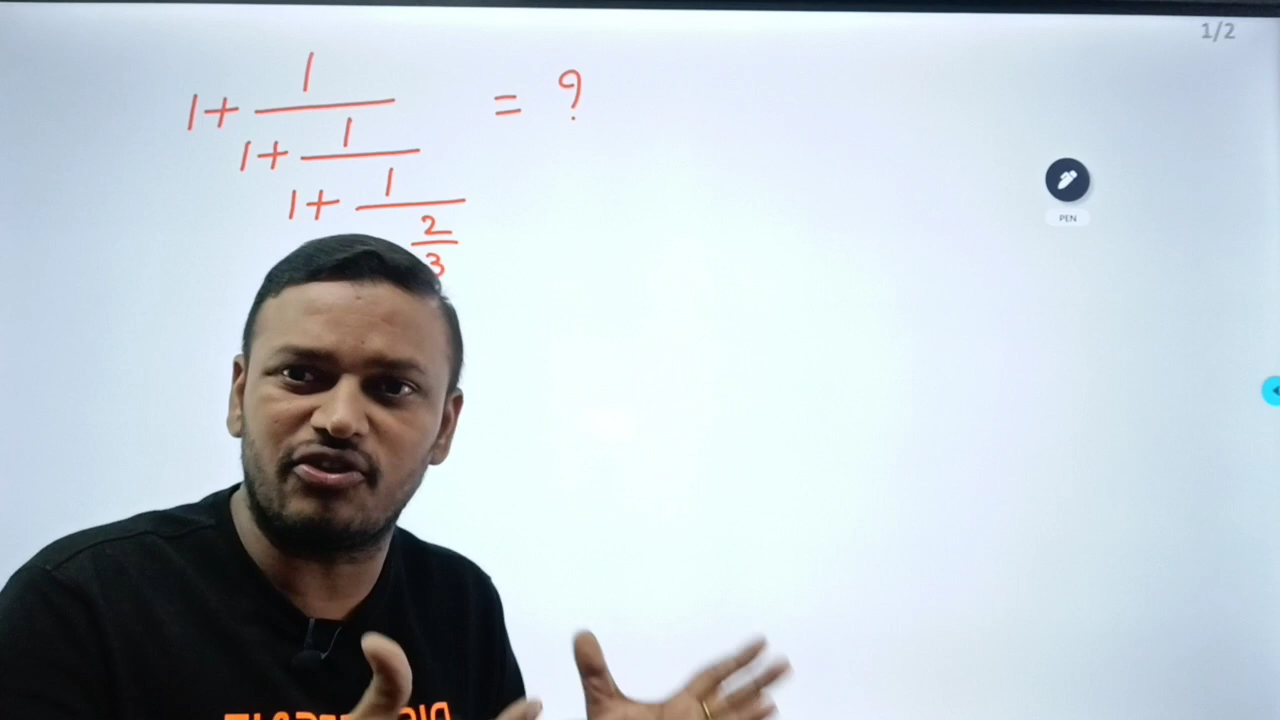 1/2
1 + 1 = ?
1 + 1
1 + 1
2
3
PEN